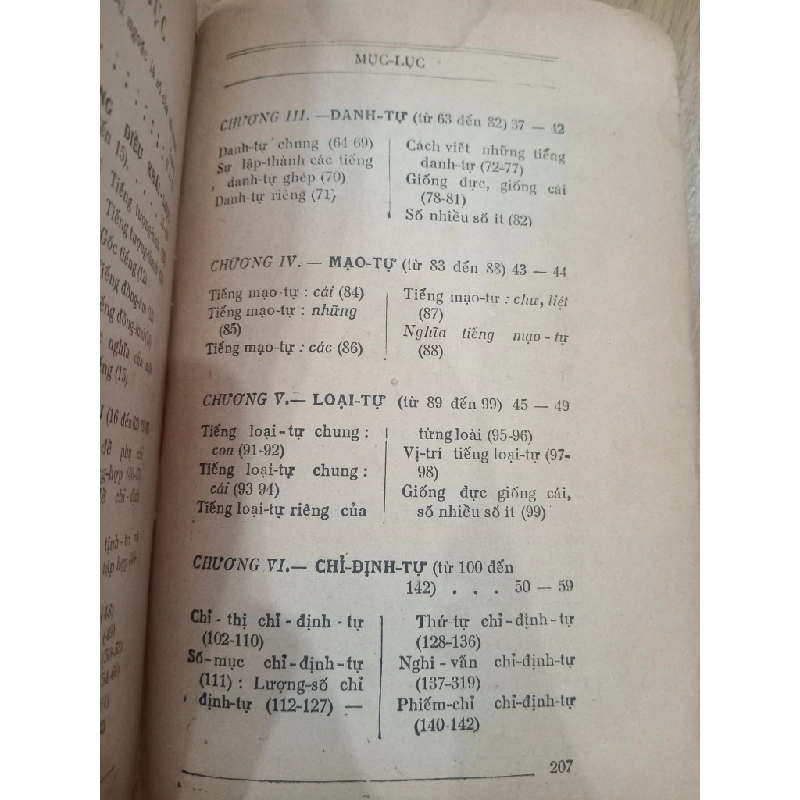 MỤC-LỤC
CHƯƠNG III. —DANH-TỰ (từ 63 đến 82) 37 — 42
Danh-tự chung (64-69)
Sự lập-thành các tiếng
danh-tự ghép (70)
Danh-tự riêng (71)
Cách viết những tiếng
danh-tự (72-77)
Giống đực, giống cái
(78-81)
Số nhiều số ít (82)
CHƯƠNG IV. — MẠO-TỰ (từ 83 đến 88) 43 — 44
Tiếng mạo-tự : cái (84)
Tiếng mạo-tự : những
(85)
Tiếng mạo-tự : các (86)
Tiếng mạo-tự : chư, liệt
(87)
Nghĩa tiếng mạo-tự
(88)
CHƯƠNG V.— LOẠI-TỰ (từ 89 đến 99) 45 — 49
Tiếng loại-tự chung :
con (91-92)
Tiếng loại-tự chung :
cái (93 94)
Tiếng loại-tự riêng của
từng loài (95-96)
Vị-trí tiếng loại-tự (97-
98)
Giống đực giống cái,
số nhiều số ít (99)
CHƯƠNG VI.— CHỈ-ĐỊNH-TỰ (từ 100 đến
142) . . . 50 — 59
Chỉ-thị chỉ-định-tự
(102-110)
Số-mục chỉ-định-tự
(111) : Lượng-số chỉ
định-tự (112-127) —
Thứ-tự chỉ-định-tự
(128-136)
Nghi-vấn chỉ-định-tự
(137-319)
Phiếm-chỉ chỉ-định-tự
(140-142)
207